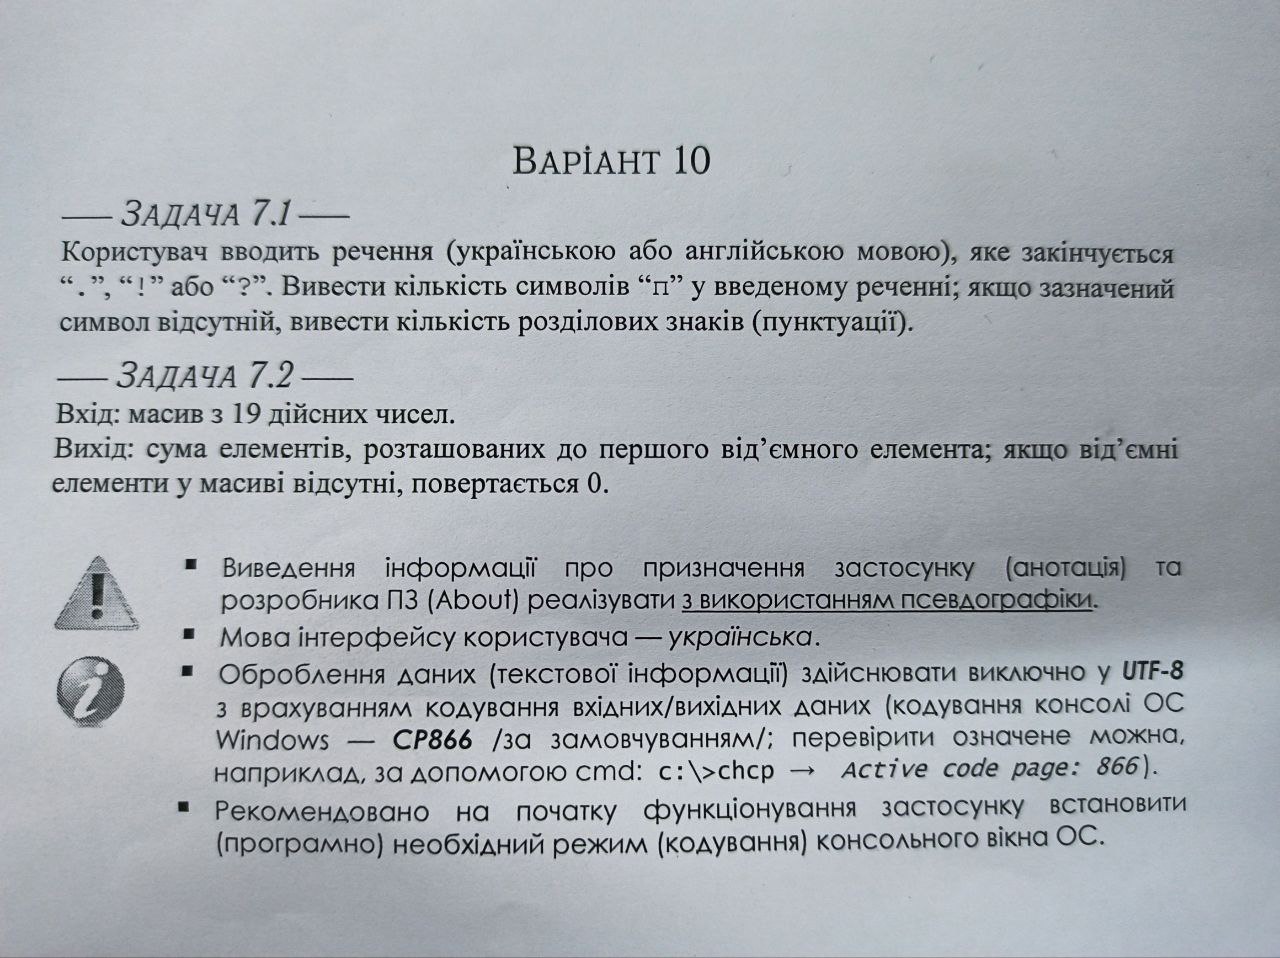 ВАРІАНТ 10
— ЗАДАЧА 7.1 —
Користувач вводить речення (українською або англійською мовою), яке закінчується
“.”, “!” або “?”. Вивести кількість символів “п” у введеному реченні; якщо зазначений
символ відсутній, вивести кількість розділових знаків (пунктуації).
— ЗАДАЧА 7.2 —
Вхід: масив з 19 дійсних чисел.
Вихід: сума елементів, розташованих до першого від’ємного елемента; якщо від’ємні
елементи у масиві відсутні, повертається 0.
▪ Виведення інформації про призначення застосунку (анотація) та
розробника ПЗ (About) реалізувати з використанням псевдографіки.
▪ Мова інтерфейсу користувача — українська.
▪ Оброблення даних (текстової інформації) здійснювати виключно у UTF-8
з врахуванням кодування вхідних/вихідних даних (кодування консолі ОС
Windows — CP866 /за замовчуванням/; перевірити означене можна,
наприклад, за допомогою cmd: c:\>chcp → Active code page: 866).
▪ Рекомендовано на початку функціонування застосунку встановити
(програмно) необхідний режим (кодування) консольного вікна ОС.